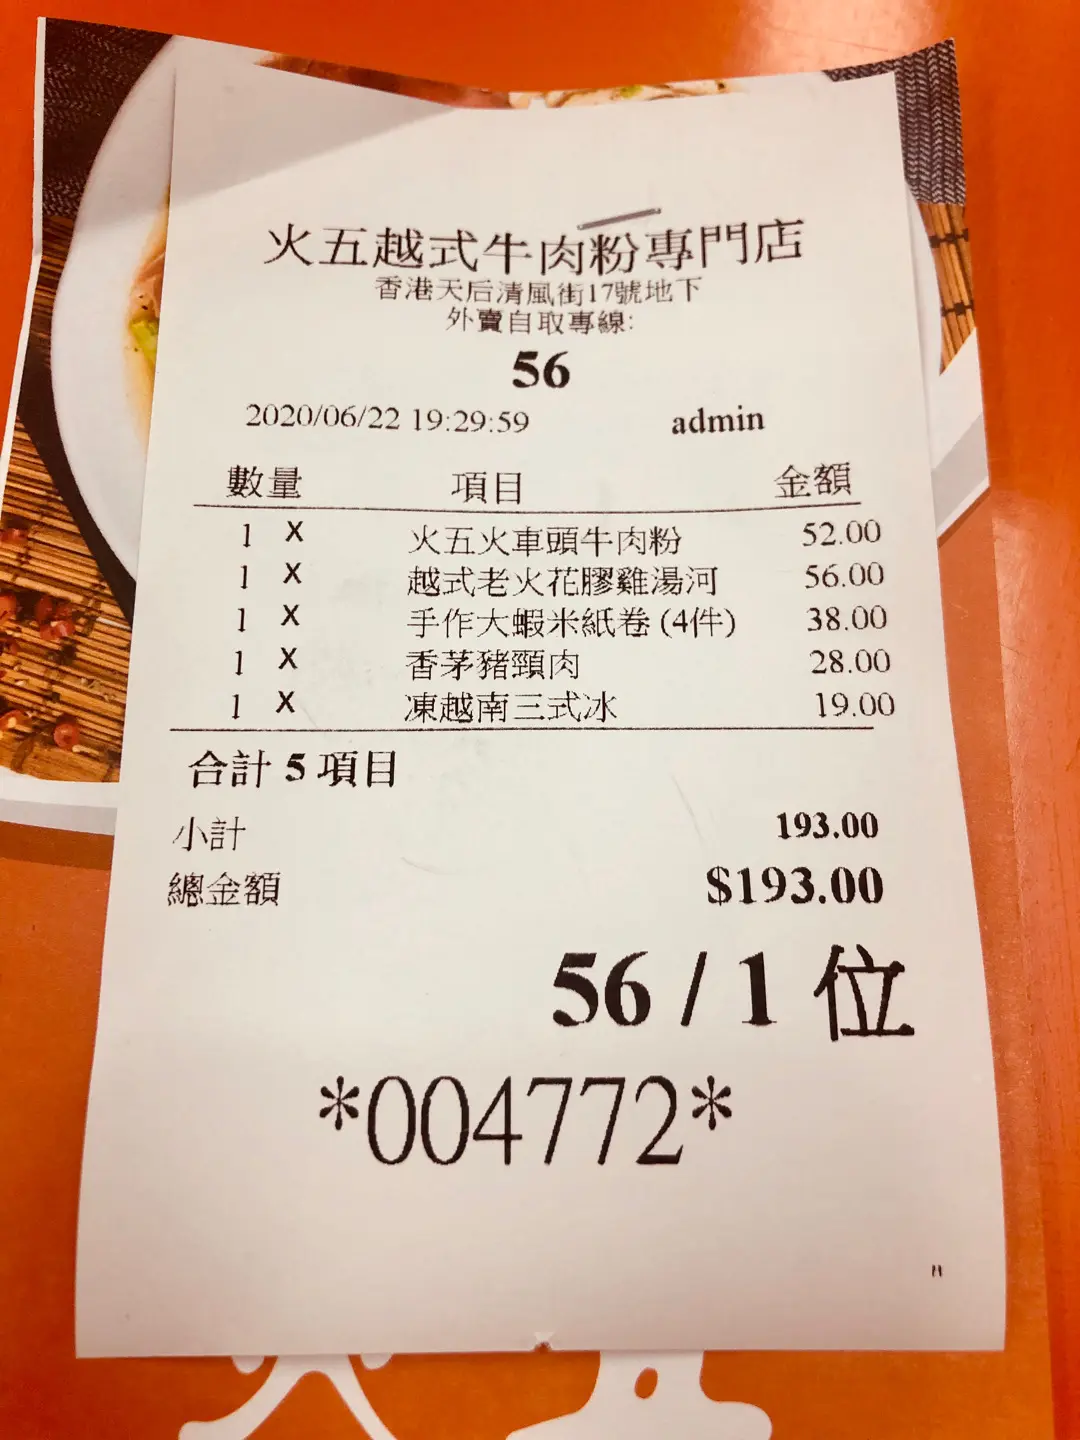 火五越式牛肉粉專門店
香港天后清風街17號地下
外賣自取專線:
56
2020/06/22 19:29:59 admin
數量 項目 金額
1 X 火五火車頭牛肉粉 52.00
1 X 越式老火花膠雞湯河 56.00
1 X 手作大蝦米紙卷 (4件) 38.00
1 X 香茅豬頸肉 28.00
1 X 凍越南三式冰 19.00
合計 5 項目
小計 193.00
總金額 $193.00
56 / 1 位
*004772*